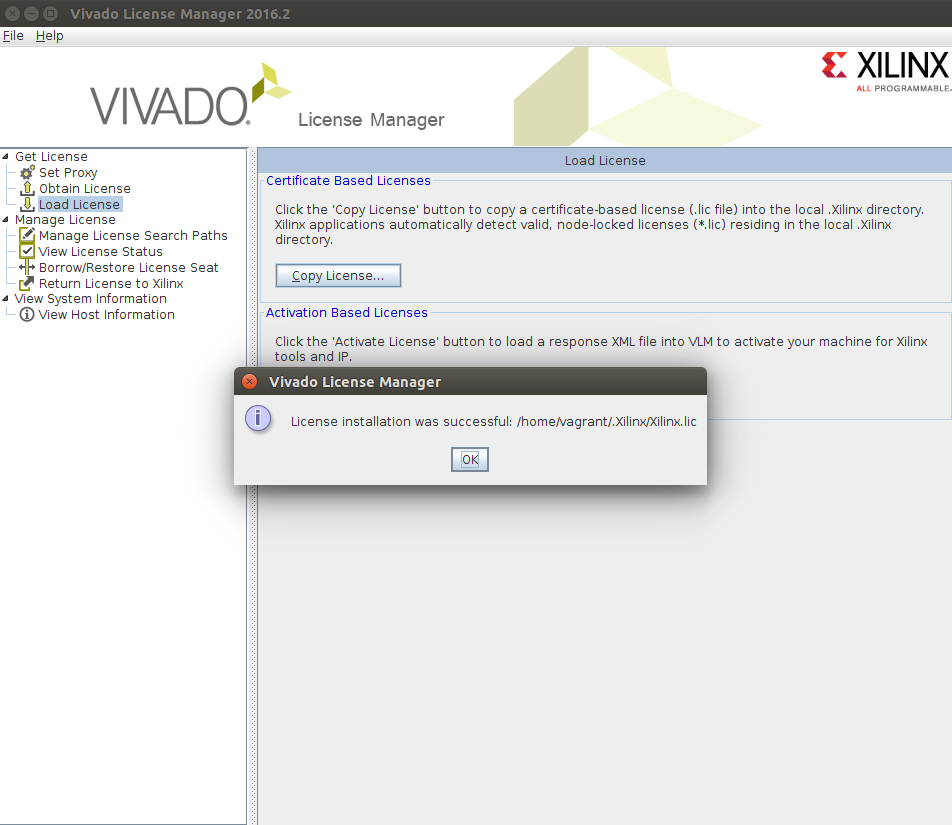 Vivado License Manager 2016.2
File Help
VIVADO.
License Manager
XILINX
ALL PROGRAMMABLE.
Get License
Set Proxy
Obtain License
Load License
Manage License
Manage License Search Paths
View License Status
Borrow/Restore License Seat
Return License to Xilinx
View System Information
View Host Information
Load License
Certificate Based Licenses
Click the 'Copy License' button to copy a certificate-based license (.lic file) into the local .Xilinx directory.
Xilinx applications automatically detect valid, node-locked licenses (*.lic) residing in the local .Xilinx
directory.
Copy License...
Activation Based Licenses
Click the 'Activate License' button to load a response XML file into VLM to activate your machine for Xilinx
tools and IP.
Vivado License Manager
License installation was successful: /home/vagrant/.Xilinx/Xilinx.lic
OK